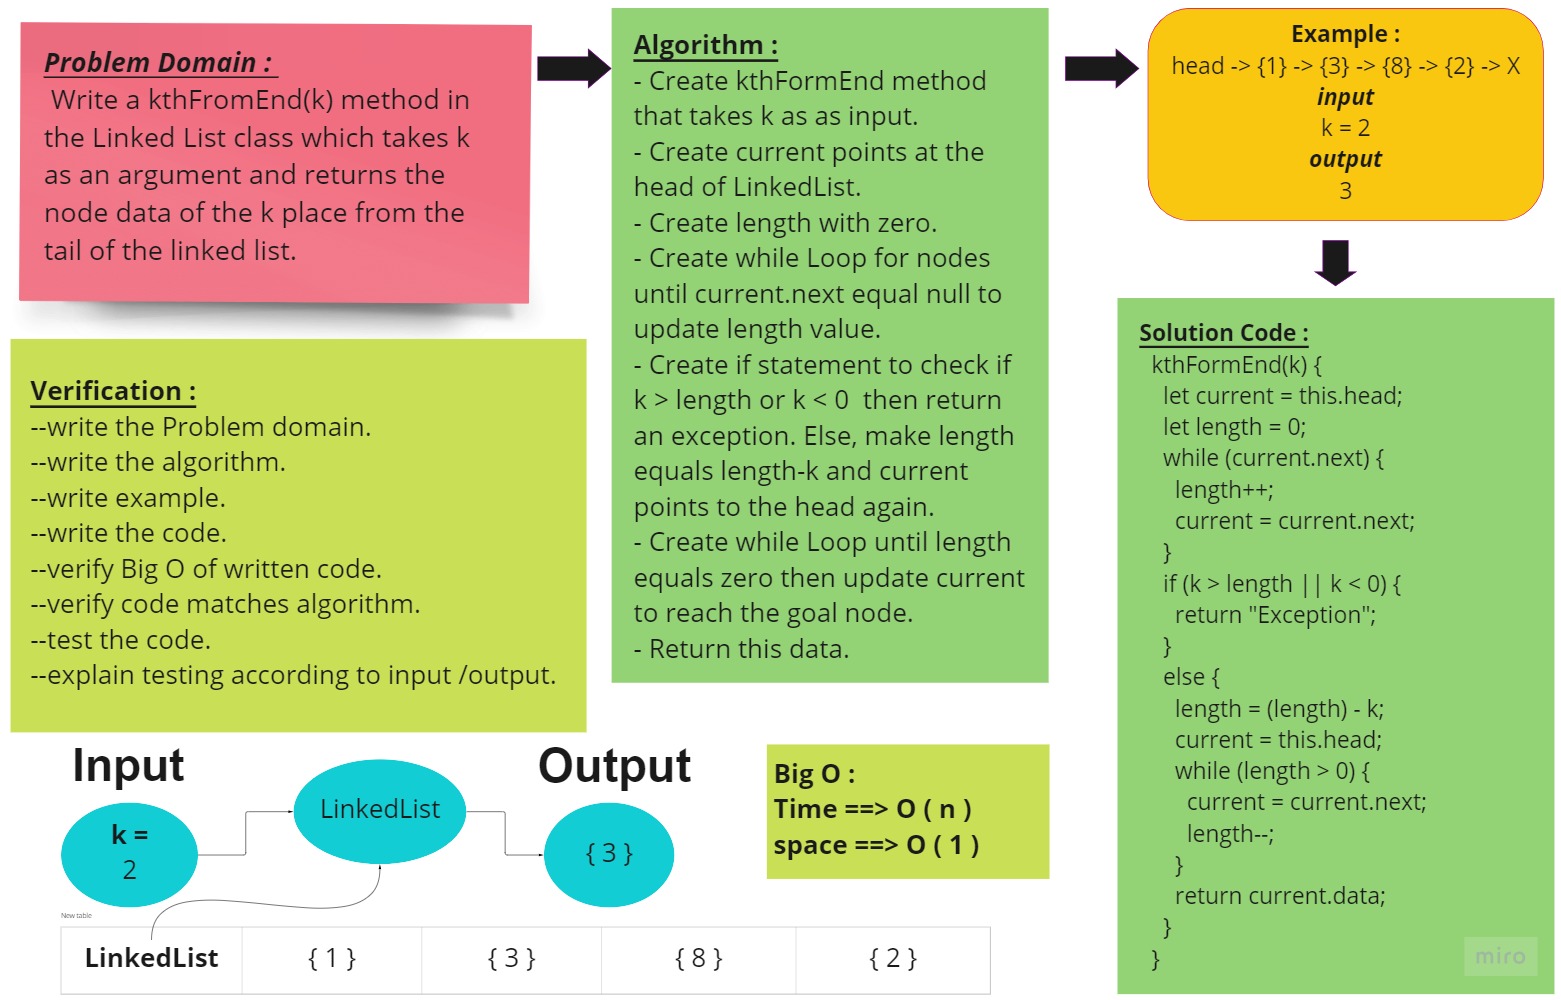 Problem Domain :
Write a kthFromEnd(k) method in
the Linked List class which takes k
as an argument and returns the
node data of the k place from the
tail of the linked list.
Algorithm :
- Create kthFormEnd method
that takes k as as input.
- Create current points at the
head of LinkedList.
- Create length with zero.
- Create while Loop for nodes
until current.next equal null to
update length value.
- Create if statement to check if
k > length or k < 0  then return
an exception. Else, make length
equals length-k and current
points to the head again.
- Create while Loop until length
equals zero then update current
to reach the goal node.
- Return this data.
Example :
head -> {1} -> {3} -> {8} -> {2} -> X
input
k = 2
output
3
Solution Code :
kthFormEnd(k) {
let current = this.head;
let length = 0;
while (current.next) {
length++;
current = current.next;
}
if (k > length || k < 0) {
return "Exception";
}
else {
length = (length) - k;
current = this.head;
while (length > 0) {
current = current.next;
length--;
}
return current.data;
}
}
miro
Verification :
--write the Problem domain.
--write the algorithm.
--write example.
--write the code.
--verify Big O of written code.
--verify code matches algorithm.
--test the code.
--explain testing according to input /output.
Input
Output
k =
2
LinkedList
{ 3 }
Big O :
Time ==> O ( n )
space ==> O ( 1 )
New table
LinkedList { 1 } { 3 } { 8 } { 2 }